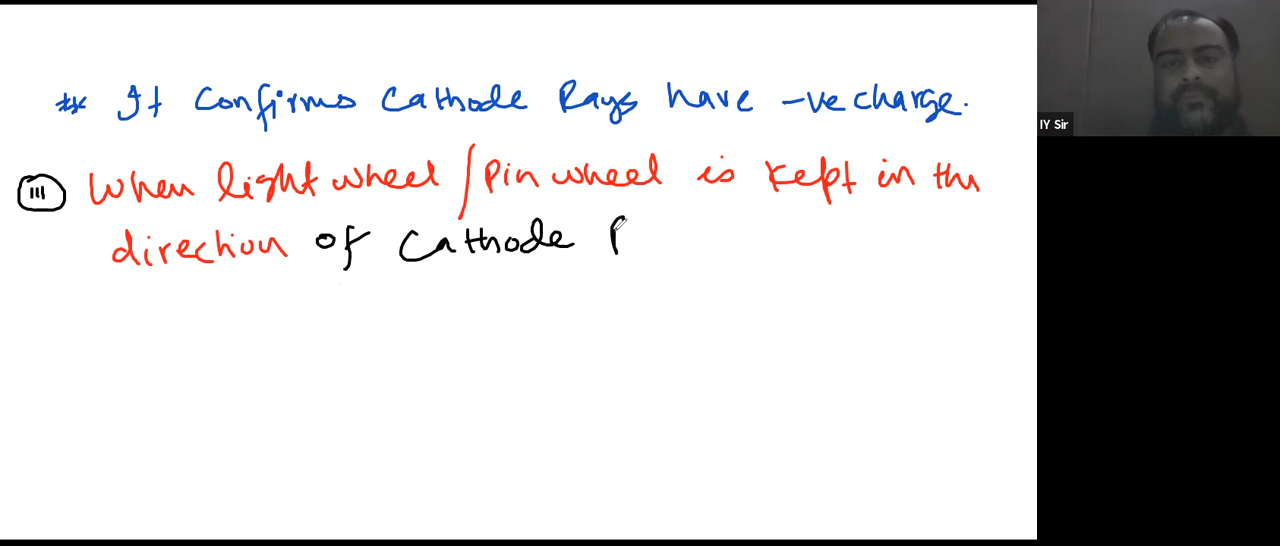 ** It confirms Cathode Rays have -ve charge.
IY Sir
(iii) When light wheel / pin wheel is kept in the
direction of Cathode R